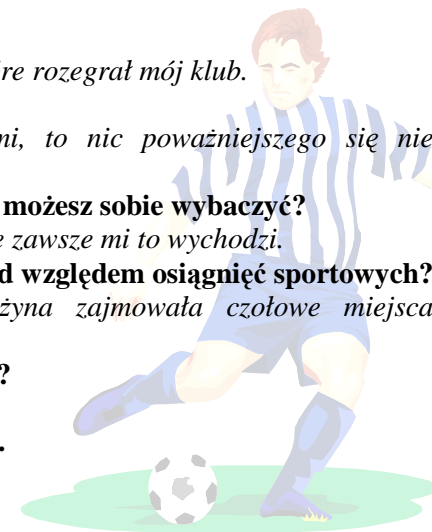 re rozegrał mój klub.
ni, to nic poważniejszego się nie
możesz sobie wybaczyć?
e zawsze mi to wychodzi.
d względem osiągnięć sportowych?
żyna zajmowała czołowe miejsca
?
.